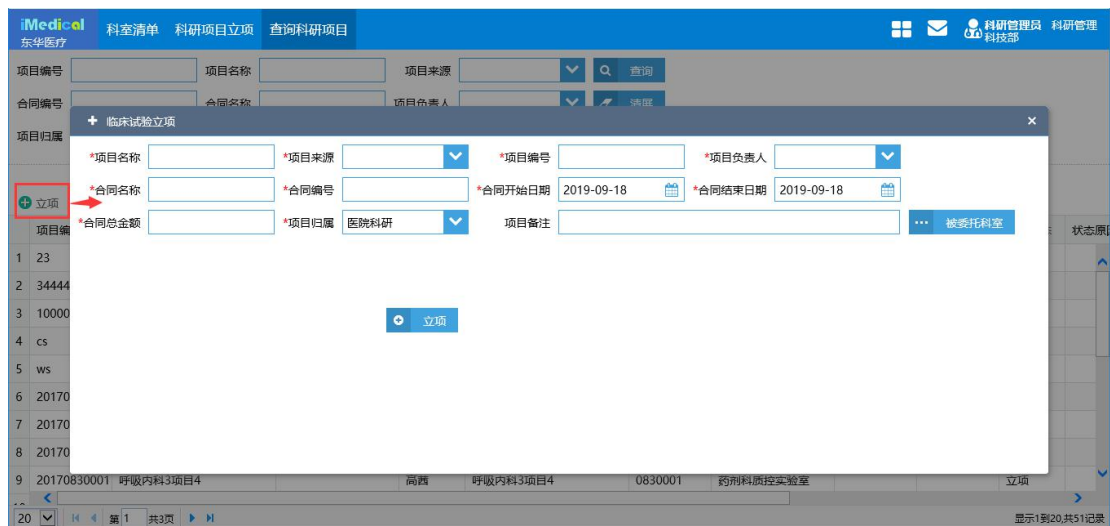 iMedical
东华医疗
科室清单 科研项目立项 查询科研项目
科研管理员 科研管理
科技部
项目编号 项目名称 项目来源 查询
合同编号 合同名称 项目负责人 清屏
项目归属
临床试验立项 ×
*项目名称 *项目来源 *项目编号 *项目负责人
*合同名称 *合同编号 *合同开始日期 2019-09-18 *合同结束日期 2019-09-18
立项
*合同总金额 *项目归属 医院科研 项目备注 被委托科室
项目编 状态原因
1 23
2 34444
3 10000
立项
4 cs
5 ws
6 20170
7 20170
8 20170
9 20170830001 呼吸内科3项目4 高茜 呼吸内科3项目4 0830001 药剂科质控实验室 立项
20 第 1 共3页 显示1到20,共51记录